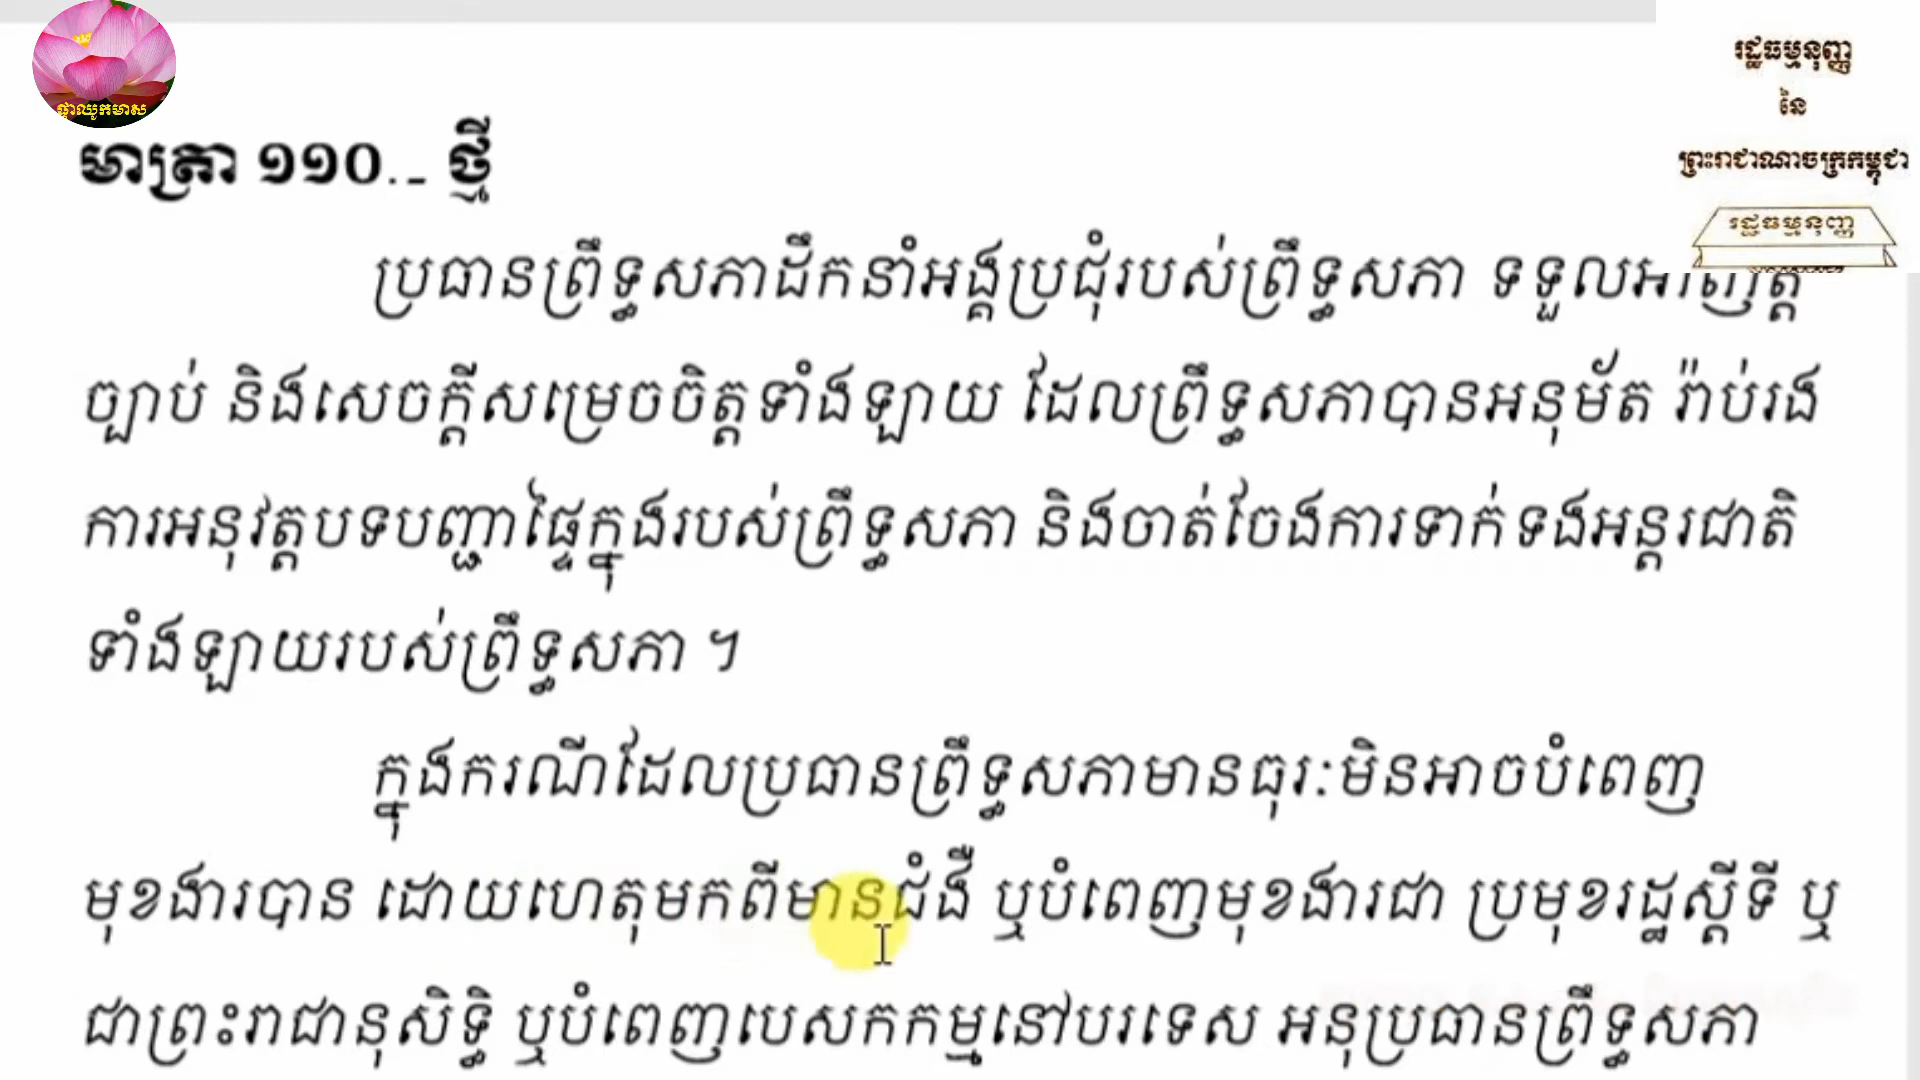 ផ្កាឈូកមាស
រដ្ឋធម្មនុញ្ញ
នៃ
ព្រះរាជាណាចក្រកម្ពុជា
រដ្ឋធម្មនុញ្ញ
មាត្រា ១១០._ ថ្មី
ប្រធានព្រឹទ្ធសភាដឹកនាំអង្គប្រជុំរបស់ព្រឹទ្ធសភា ទទួល
ច្បាប់ និងសេចក្តីសម្រេចចិត្តទាំងឡាយ ដែលព្រឹទ្ធសភាបានអនុម័ត រ៉ាប់រង
ការអនុវត្តបទបញ្ជាផ្ទៃក្នុងរបស់ព្រឹទ្ធសភា និងចាត់ចែងការទាក់ទងអន្តរជាតិ
ទាំងឡាយរបស់ព្រឹទ្ធសភា ។
ក្នុងករណីដែលប្រធានព្រឹទ្ធសភាមានធុរៈមិនអាចបំពេញ
មុខងារបាន ដោយហេតុមកពីមានជំងឺ ឬបំពេញមុខងារជា ប្រមុខរដ្ឋស្តីទី ឬ
ជាព្រះរាជានុសិទ្ធិ ឬបំពេញបេសកកម្មនៅបរទេស អនុប្រធានព្រឹទ្ធសភា